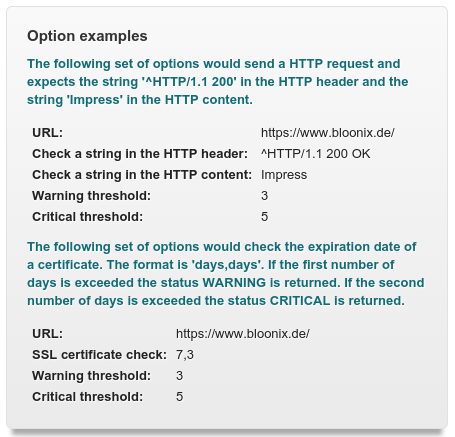 Option examples
The following set of options would send a HTTP request and
expects the string '^HTTP/1.1 200' in the HTTP header and the
string 'Impress' in the HTTP content.
URL: https://www.bloonix.de/
Check a string in the HTTP header: ^HTTP/1.1 200 OK
Check a string in the HTTP content: Impress
Warning threshold: 3
Critical threshold: 5
The following set of options would check the expiration date of
a certificate. The format is 'days,days'. If the first number of
days is exceeded the status WARNING is returned. If the second
number of days is exceeded the status CRITICAL is returned.
URL: https://www.bloonix.de/
SSL certificate check: 7,3
Warning threshold: 3
Critical threshold: 5